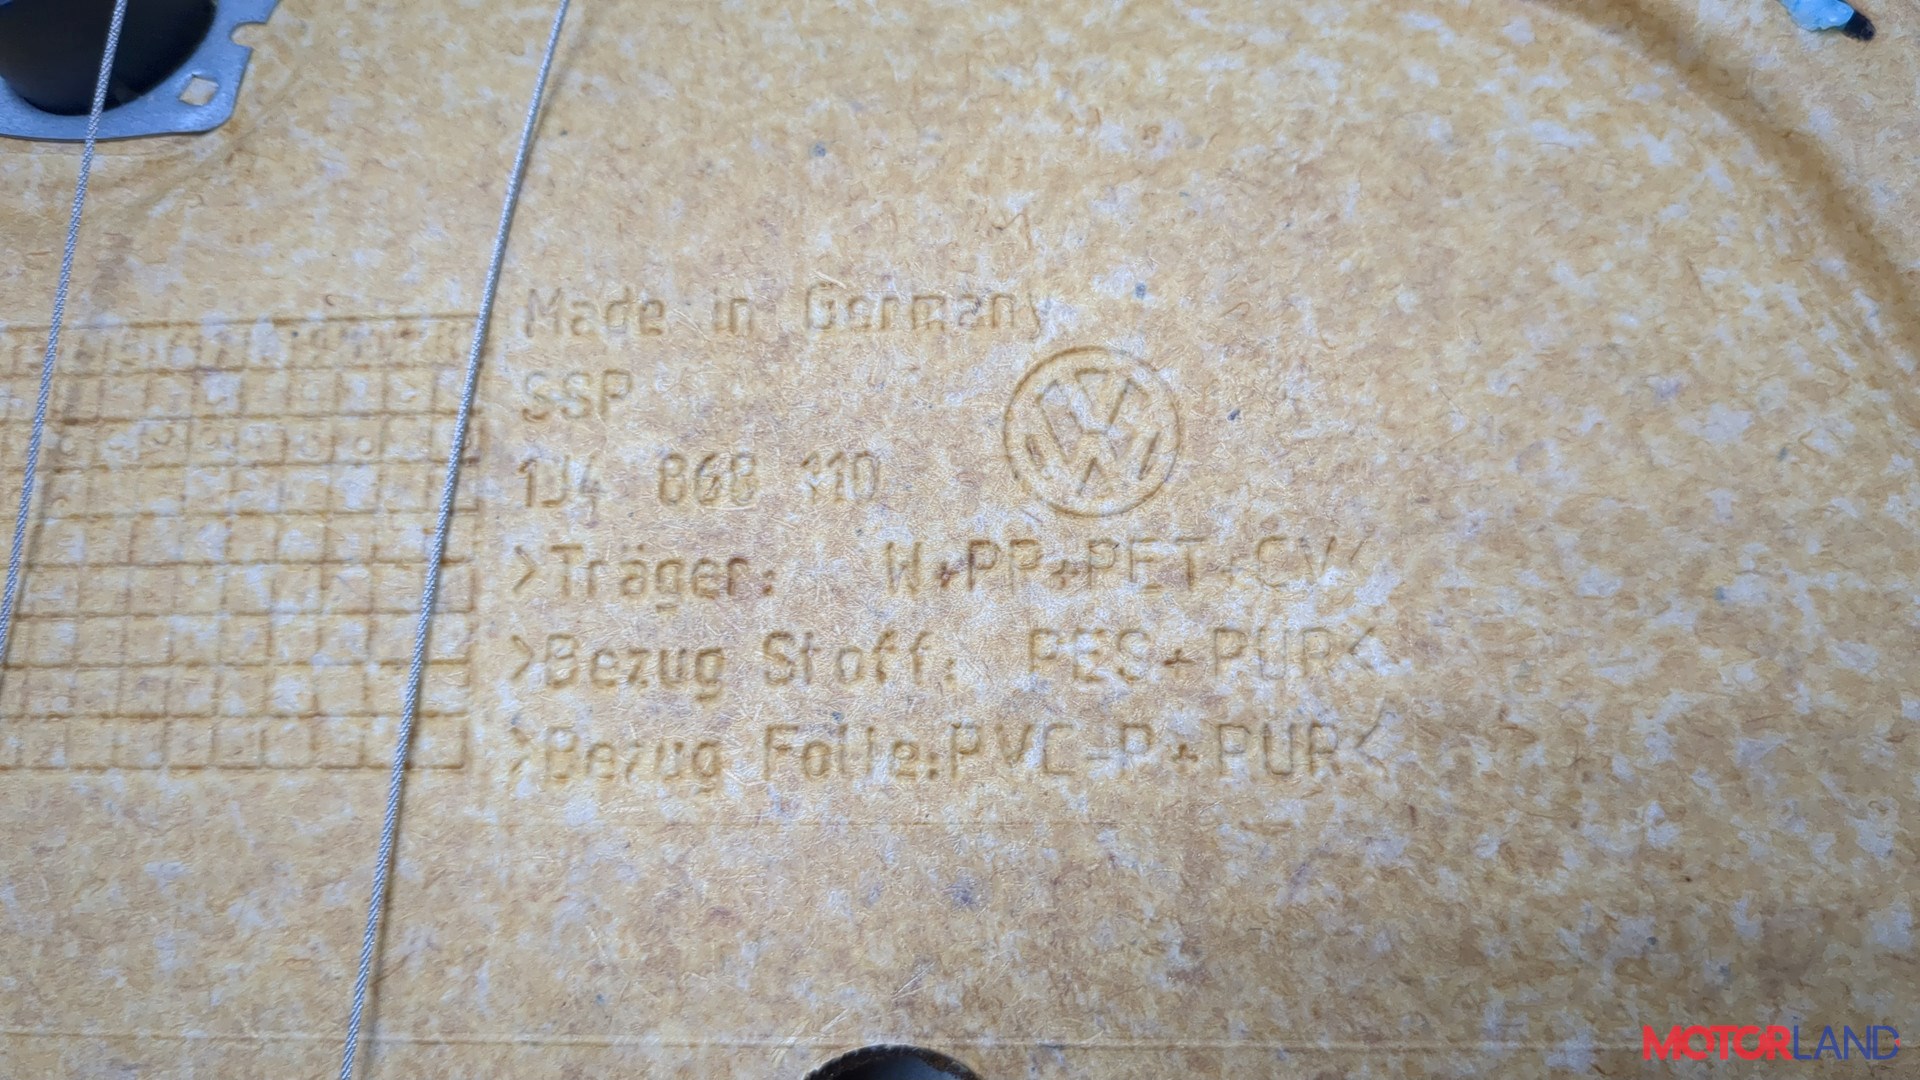 Made in Germany
SSP
1J4 868 110
>Träger: W+PP+PET+CV<
>Bezug Stoff: PES+PUR<
>Bezug Folie:PVC-P+PUR<
MOTORLAND